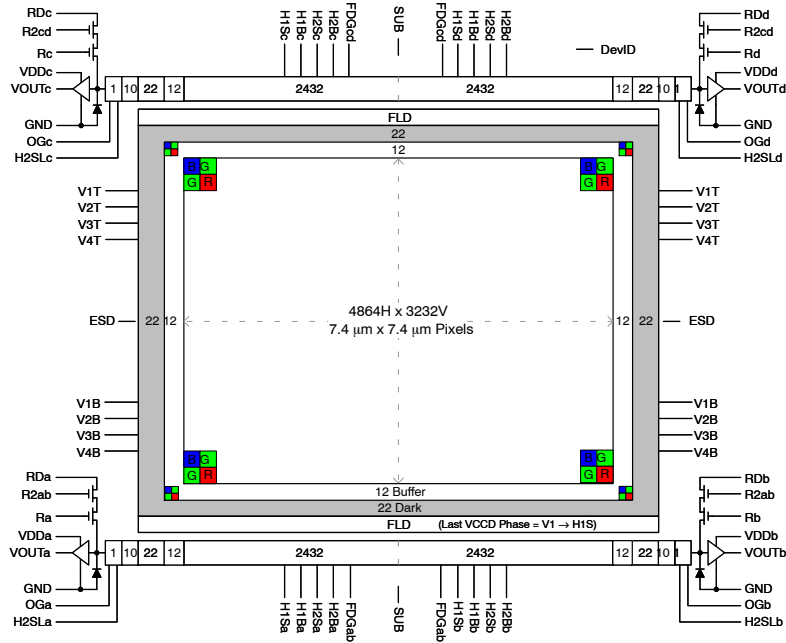 RDc
R2cd
Rc
VDDc
VOUTc
GND
OGc
H2SLc
H1Sc
H1Bc
H2Sc
H2Bc
FDGcd
SUB
FDGcd
H1Sd
H1Bd
H2Sd
H2Bd
DevID
RDd
R2cd
Rd
VDDd
VOUTd
GND
OGd
H2SLd
1 10 22 12 2432 2432 12 22 10 1
FLD
22
12
B G
G R
B G
G R
V1T
V2T
V3T
V4T
V1T
V2T
V3T
V4T
ESD
22 12
4864H x 3232V
7.4 μm x 7.4 μm Pixels
12 22
ESD
V1B
V2B
V3B
V4B
V1B
V2B
V3B
V4B
B G
G R
B G
G R
12 Buffer
22 Dark
FLD (Last VCCD Phase = V1 → H1S)
1 10 22 12 2432 2432 12 22 10 1
RDa
R2ab
Ra
VDDa
VOUTa
GND
OGa
H2SLa
H1Sa
H1Ba
H2Sa
H2Ba
FDGab
SUB
FDGab
H1Sb
H1Bb
H2Sb
H2Bb
RDb
R2ab
Rb
VDDb
VOUTb
GND
OGb
H2SLb